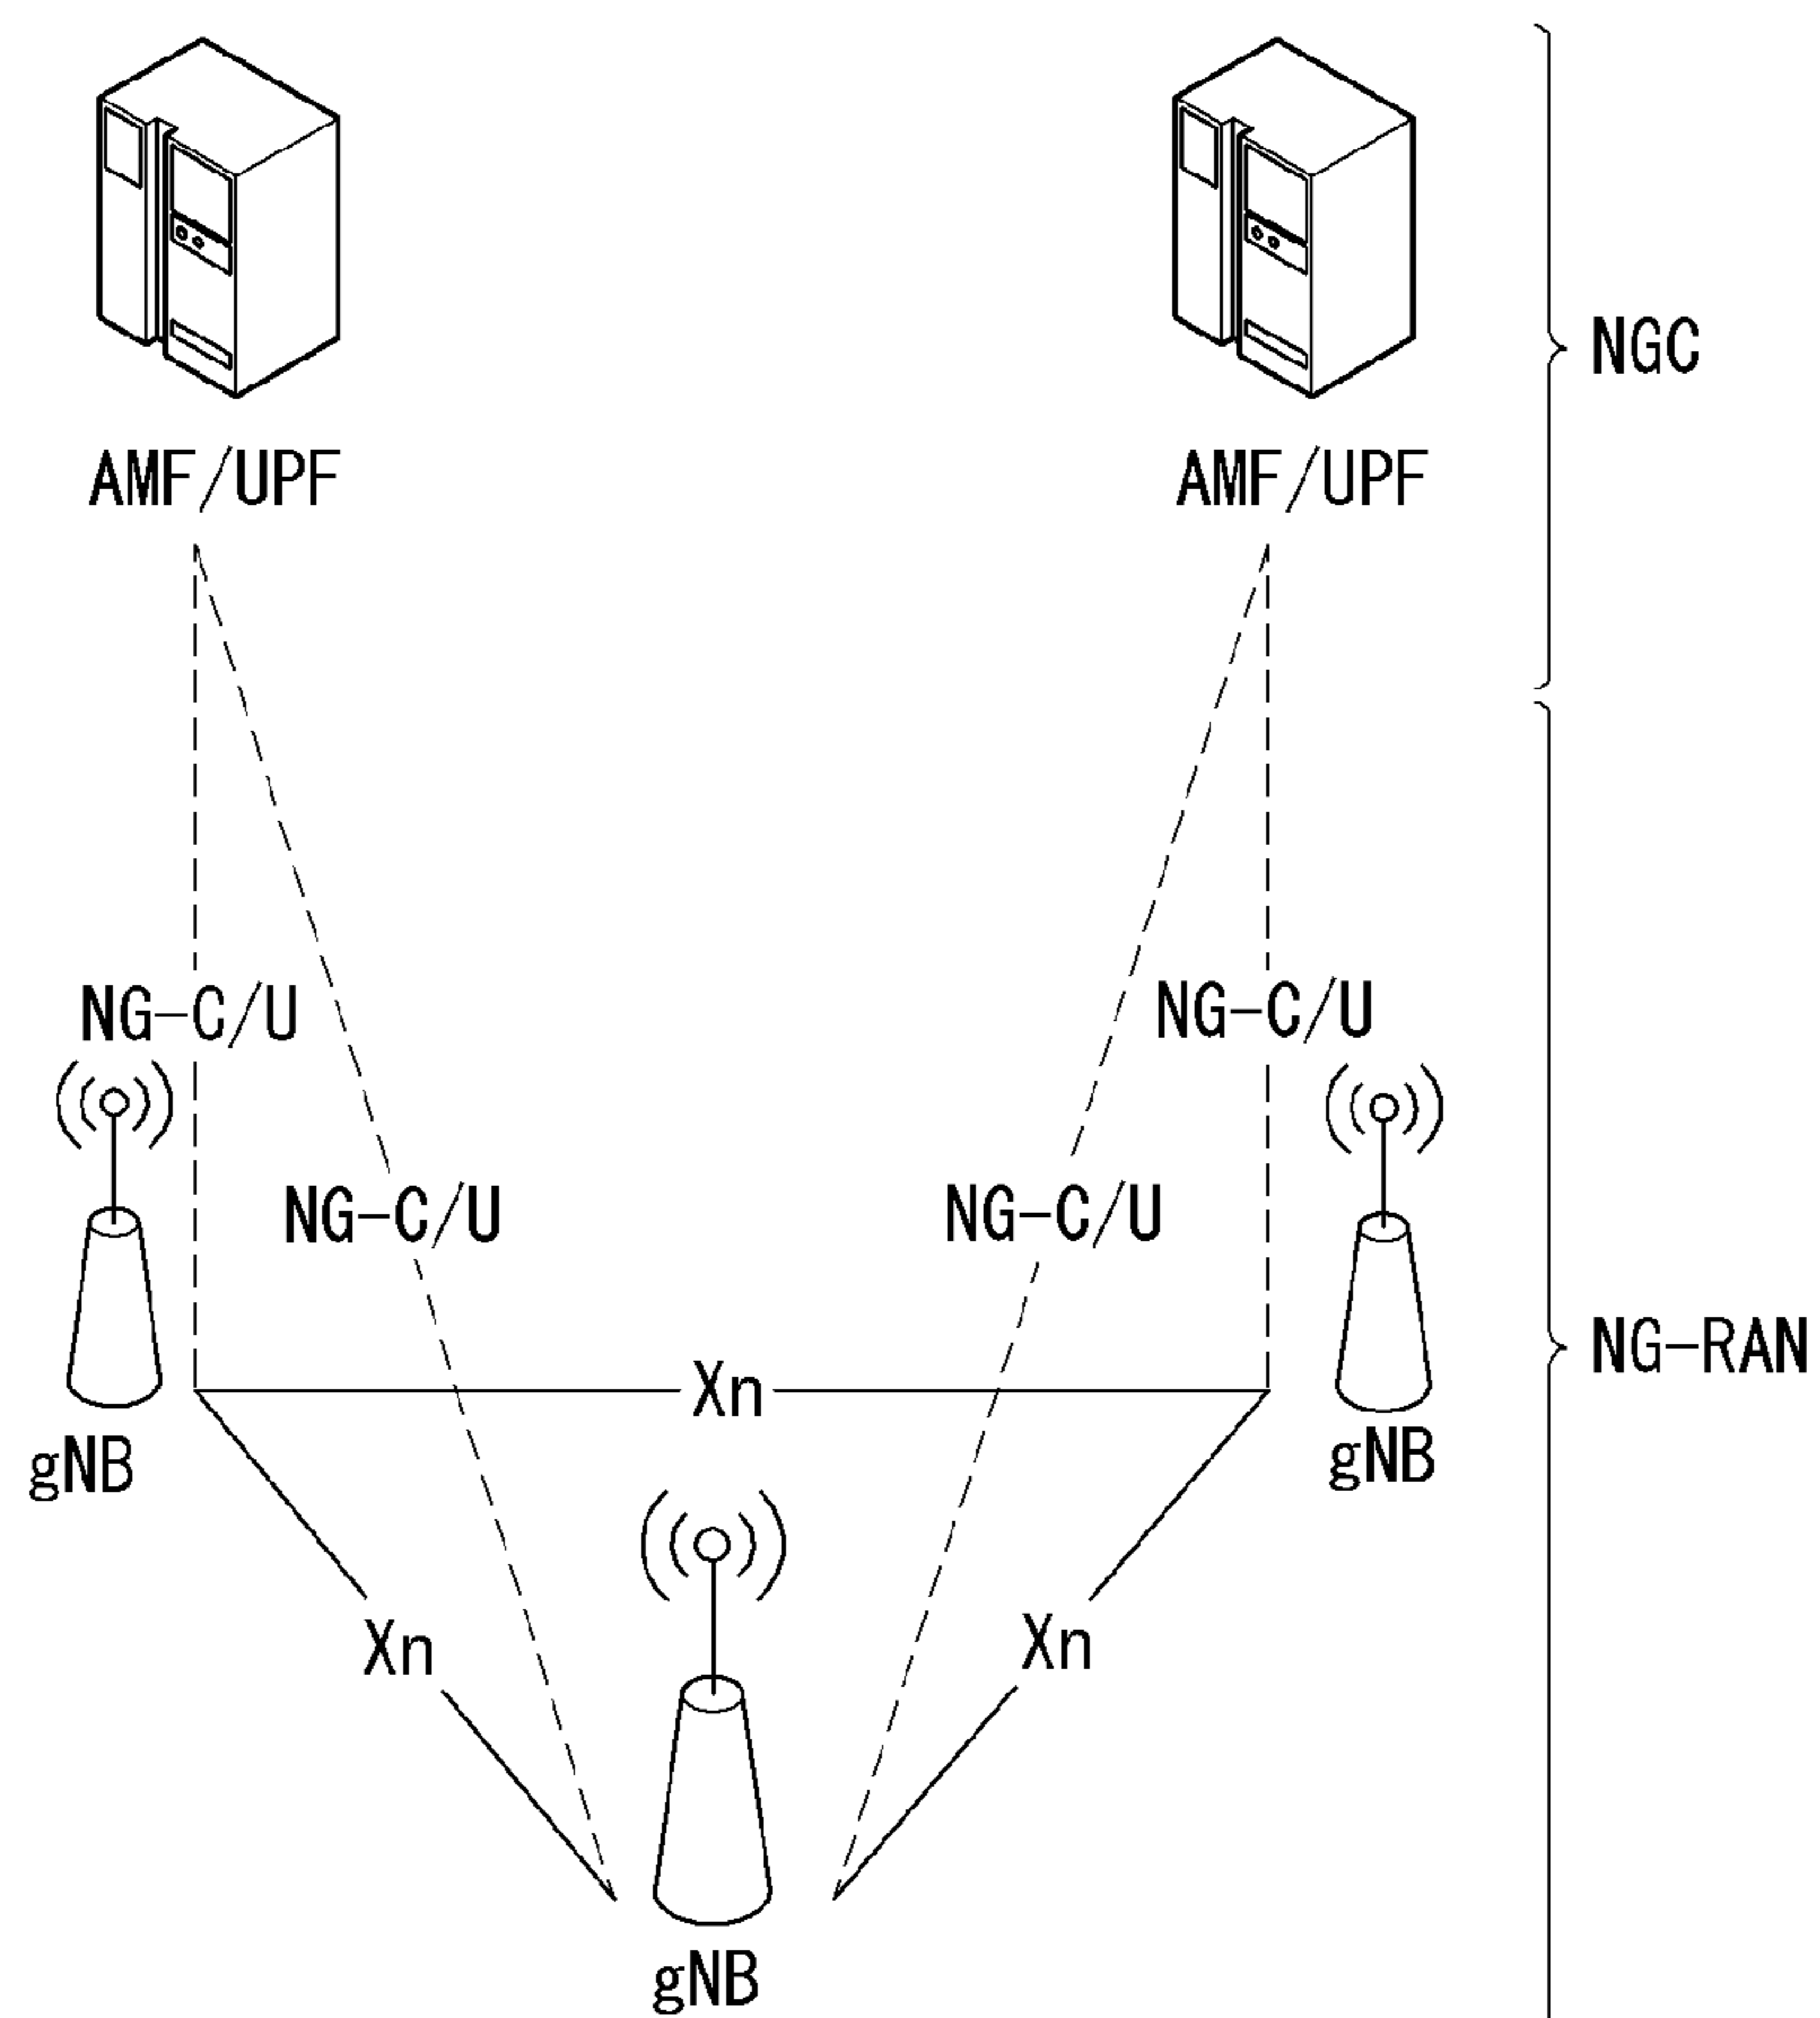 NGC
AMF/UPF
AMF/UPF
NG-C/U
NG-C/U
NG-C/U
NG-C/U
NG-RAN
Xn
gNB
gNB
Xn
Xn
gNB